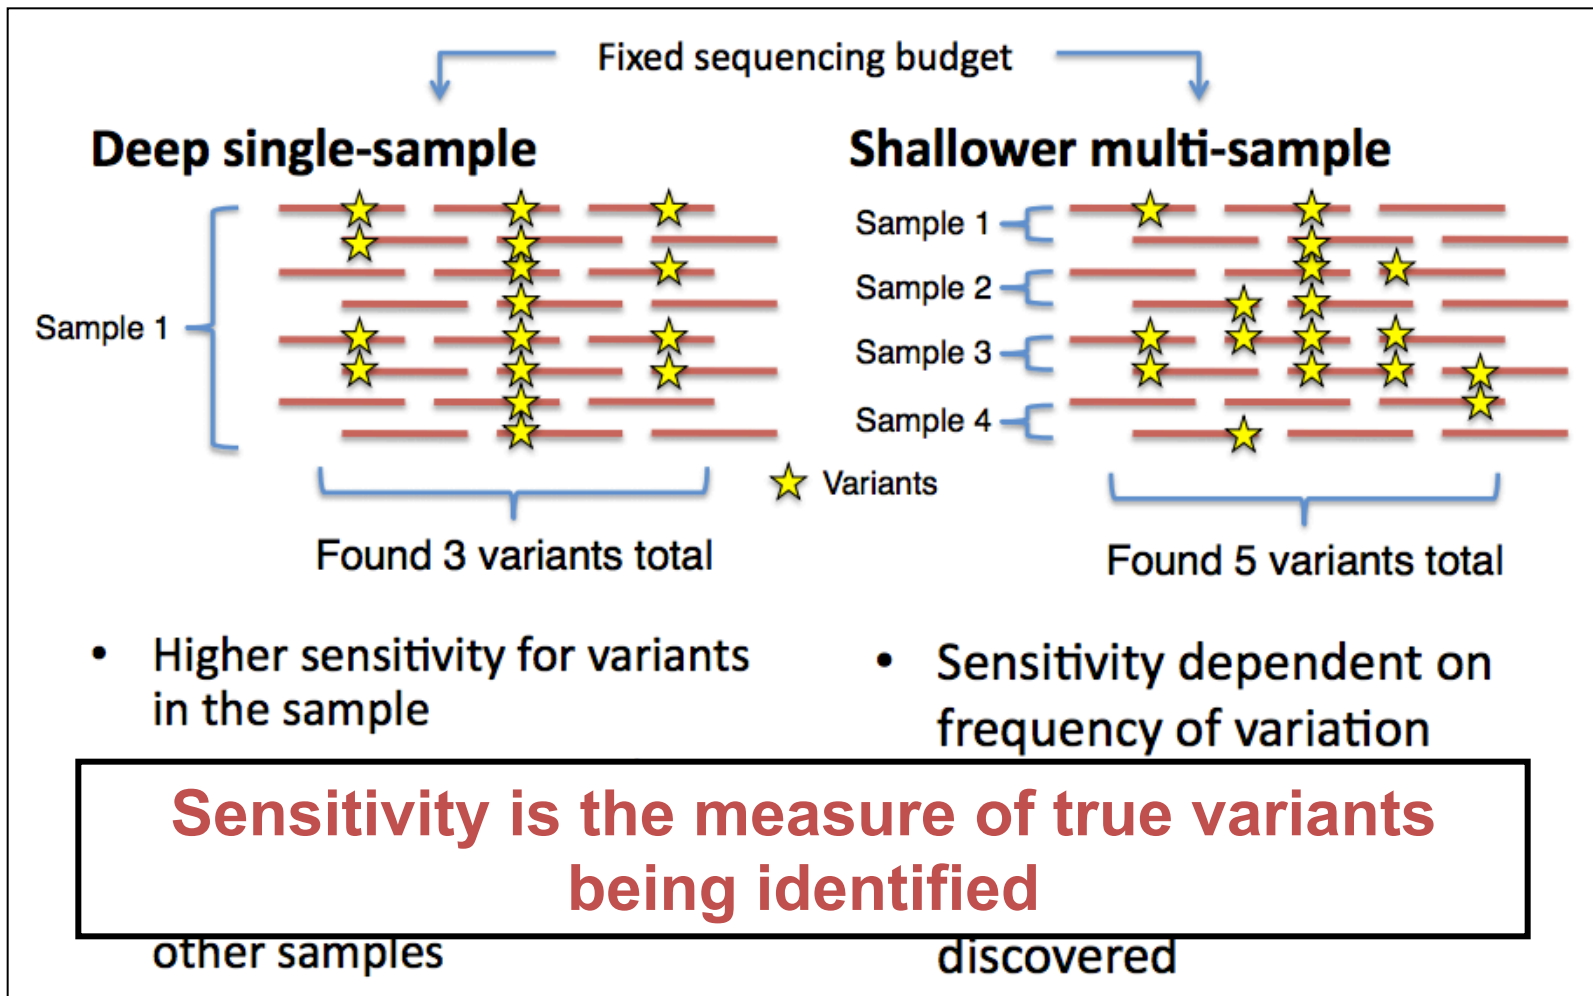 Fixed sequencing budget
Deep single-sample
Sample 1
Found 3 variants total
• Higher sensitivity for variants
in the sample
other samples
Shallower multi-sample
Sample 1
Sample 2
Sample 3
Sample 4
Variants
Found 5 variants total
• Sensitivity dependent on
frequency of variation
discovered
Sensitivity is the measure of true variants
being identified